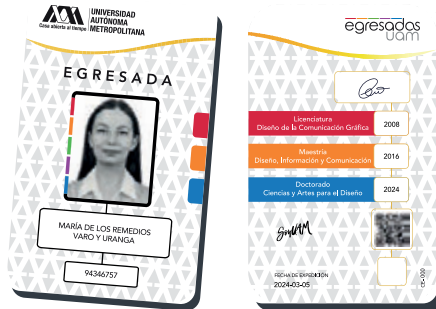 UNIVERSIDAD
AUTÓNOMA
METROPOLITANA
Casa abierta al tiempo
EGRESADA
MARÍA DE LOS REMEDIOS
VARO Y URANGA
94346757
egresados
uam
Licenciatura
Diseño de la Comunicación Gráfica
2008
Maestría
Diseño, Información y Comunicación
2016
Doctorado
Ciencias y Artes para el Diseño
2024
FECHA DE EXPEDICIÓN
2024-03-05